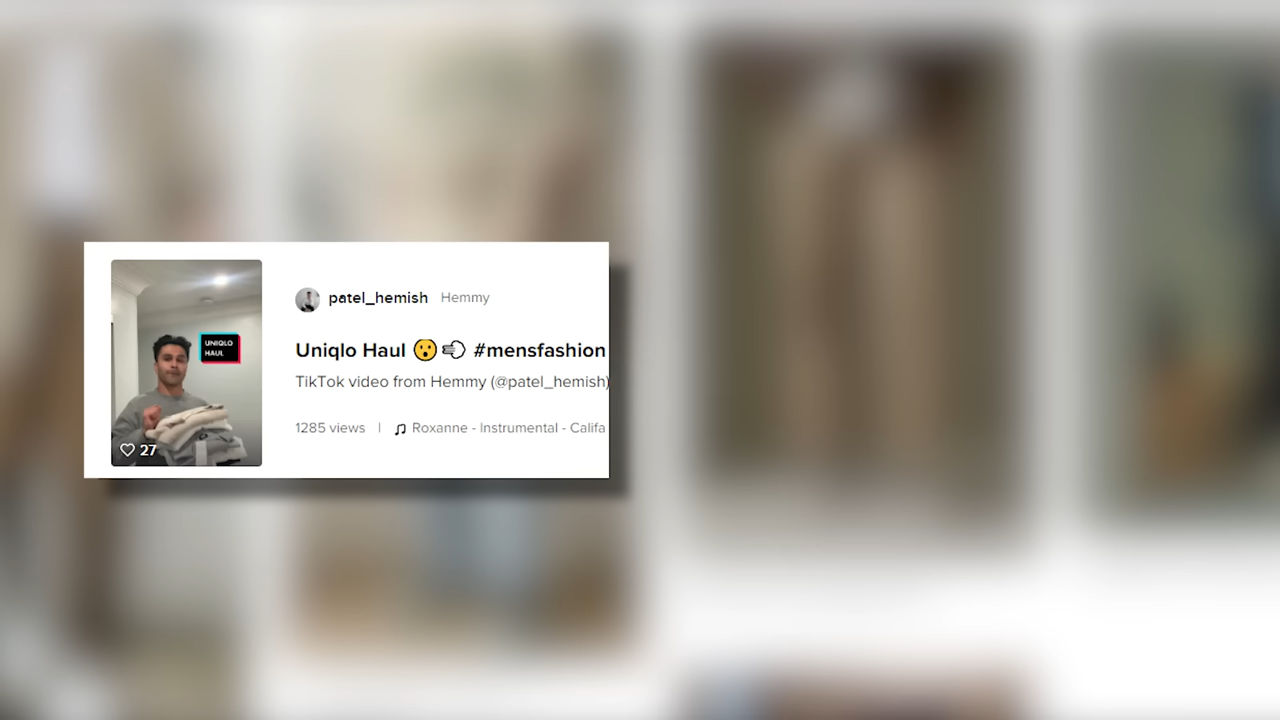 patel_hemish Hemmy
Uniqlo Haul 😮💨 #mensfashion
TikTok video from Hemmy (@patel_hemish)
1285 views | Roxanne - Instrumental - Califa
UNIQLO
HAUL
27